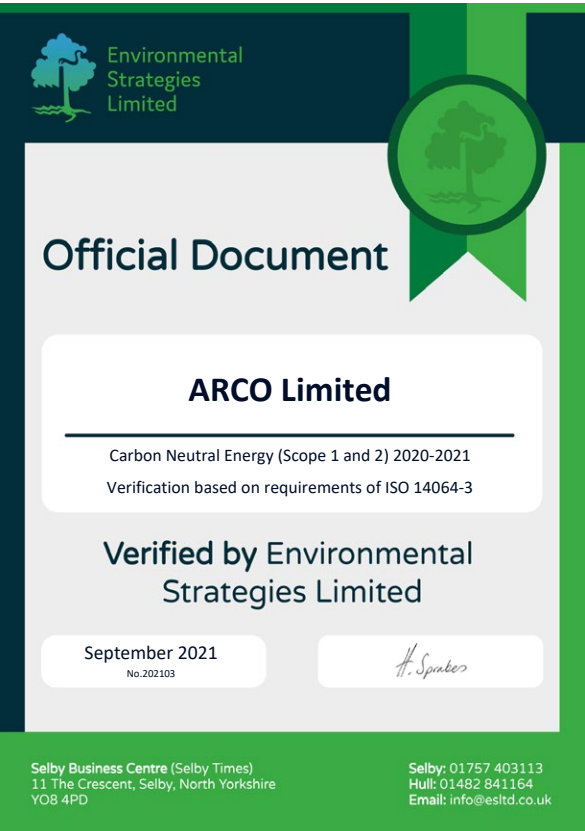 Environmental
Strategies
Limited
Official Document
ARCO Limited
Carbon Neutral Energy (Scope 1 and 2) 2020-2021
Verification based on requirements of ISO 14064-3
Verified by Environmental
Strategies Limited
September 2021
No.202103
H. Sprakes
Selby Business Centre (Selby Times)
11 The Crescent, Selby, North Yorkshire
YO8 4PD
Selby: 01757 403113
Hull: 01482 841164
Email: info@esltd.co.uk